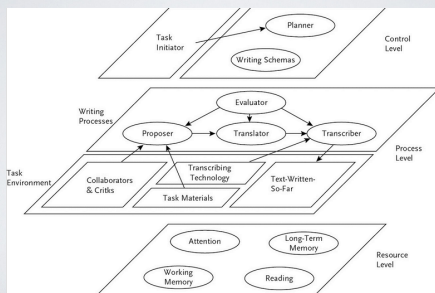 Planner
Task
Initiator
Control
Level
Writing Schemas
Writing
Processes
Evaluator
Proposer
Translator
Transcriber
Process
Level
Task
Environment
Collaborators
& Critks
Transcribing
Technology
Text-Written-
So-Far
Task Materials
Attention
Long-Term
Memory
Resource
Level
Working
Memory
Reading